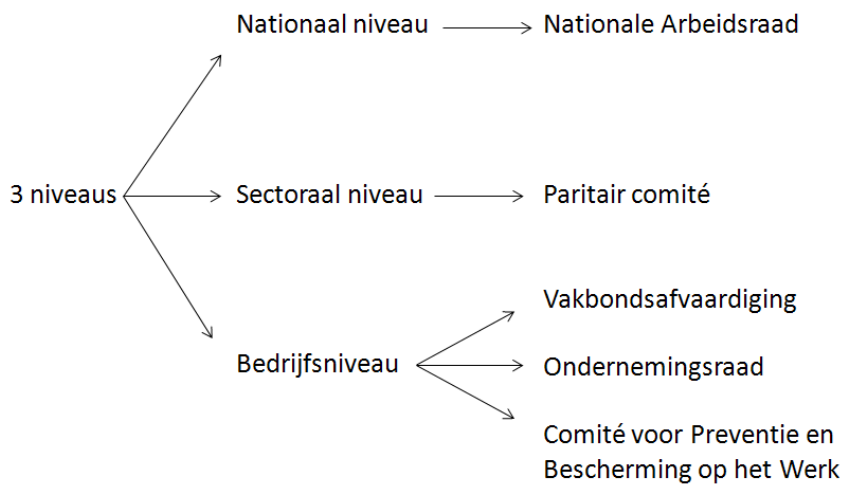 Nationaal niveau
Nationale Arbeidsraad
3 niveaus
Sectoraal niveau
Paritair comité
Bedrijfsniveau
Vakbondsafvaardiging
Ondernemingsraad
Comité voor Preventie en
Bescherming op het Werk